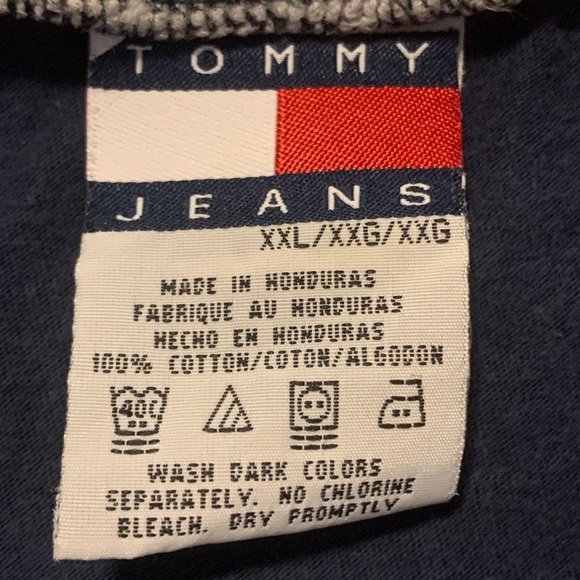 TOMMY
JEANS
XXL/XXG/XXG
MADE IN HONDURAS
FABRIQUE AU HONDURAS
HECHO EN HONDURAS
100% COTTON/COTON/ALGODON
40C
WASH DARK COLORS
SEPARATELY. NO CHLORINE
BLEACH. DRY PROMPTLY